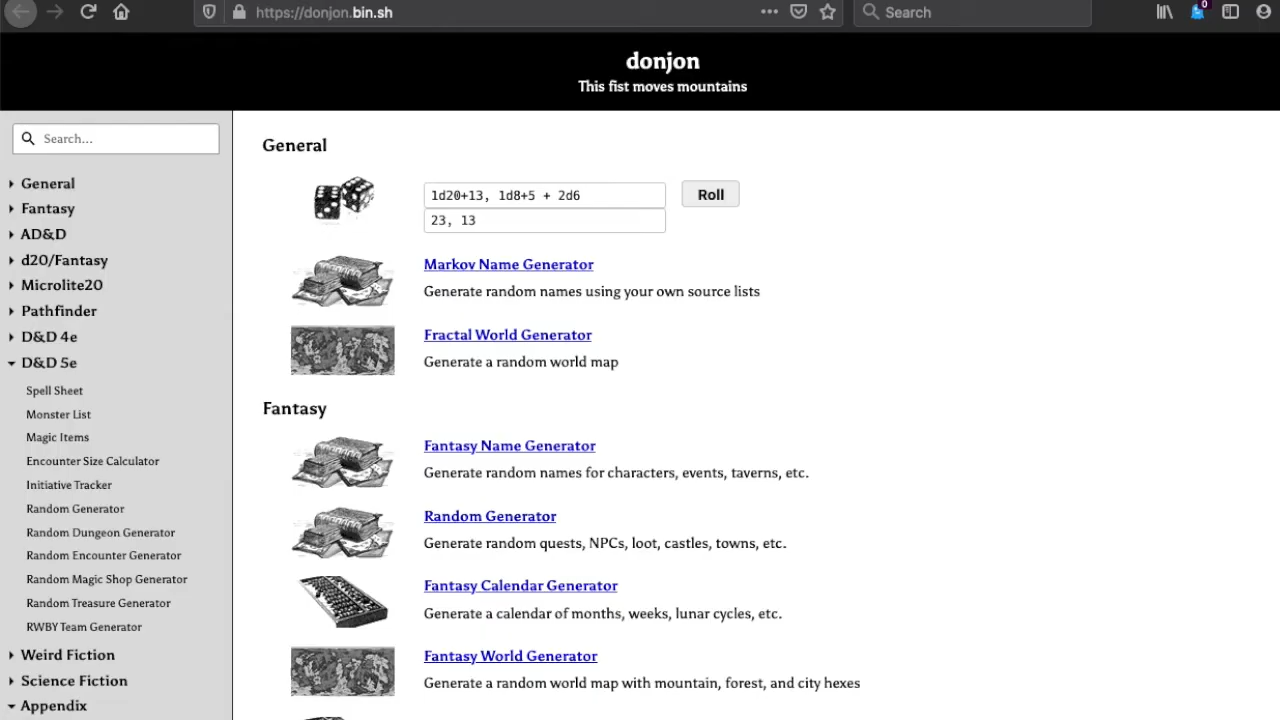 https://donjon.bin.sh
Search
0
donjon
This fist moves mountains
Search...
General
Fantasy
AD&D
d20/Fantasy
Microlite20
Pathfinder
D&D 4e
D&D 5e
Spell Sheet
Monster List
Magic Items
Encounter Size Calculator
Initiative Tracker
Random Generator
Random Dungeon Generator
Random Encounter Generator
Random Magic Shop Generator
Random Treasure Generator
RWBY Team Generator
Weird Fiction
Science Fiction
Appendix
General
1d20+13, 1d8+5 + 2d6
Roll
23, 13
Markov Name Generator
Generate random names using your own source lists
Fractal World Generator
Generate a random world map
Fantasy
Fantasy Name Generator
Generate random names for characters, events, taverns, etc.
Random Generator
Generate random quests, NPCs, loot, castles, towns, etc.
Fantasy Calendar Generator
Generate a calendar of months, weeks, lunar cycles, etc.
Fantasy World Generator
Generate a random world map with mountain, forest, and city hexes